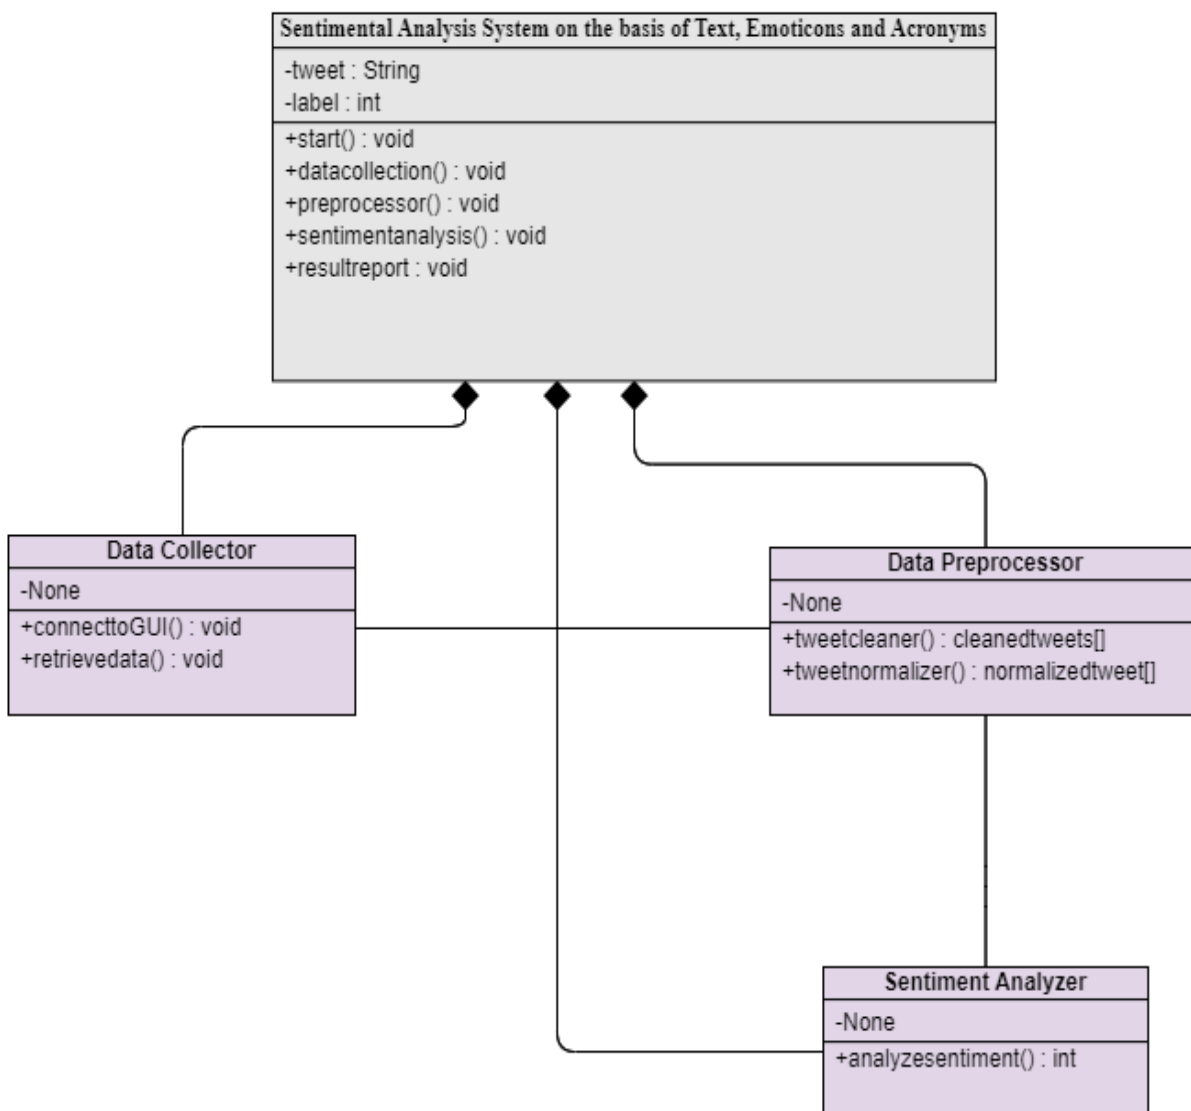 Sentimental Analysis System on the basis of Text, Emoticons and Acronyms
-tweet : String
-label : int
+start() : void
+datacollection() : void
+preprocessor() : void
+sentimentanalysis() : void
+resultreport : void
Data Collector
-None
+connecttoGUI() : void
+retrievedata() : void
Data Preprocessor
-None
+tweetcleaner() : cleanedtweets[]
+tweetnormalizer() : normalizedtweet[]
Sentiment Analyzer
-None
+analyzesentiment() : int